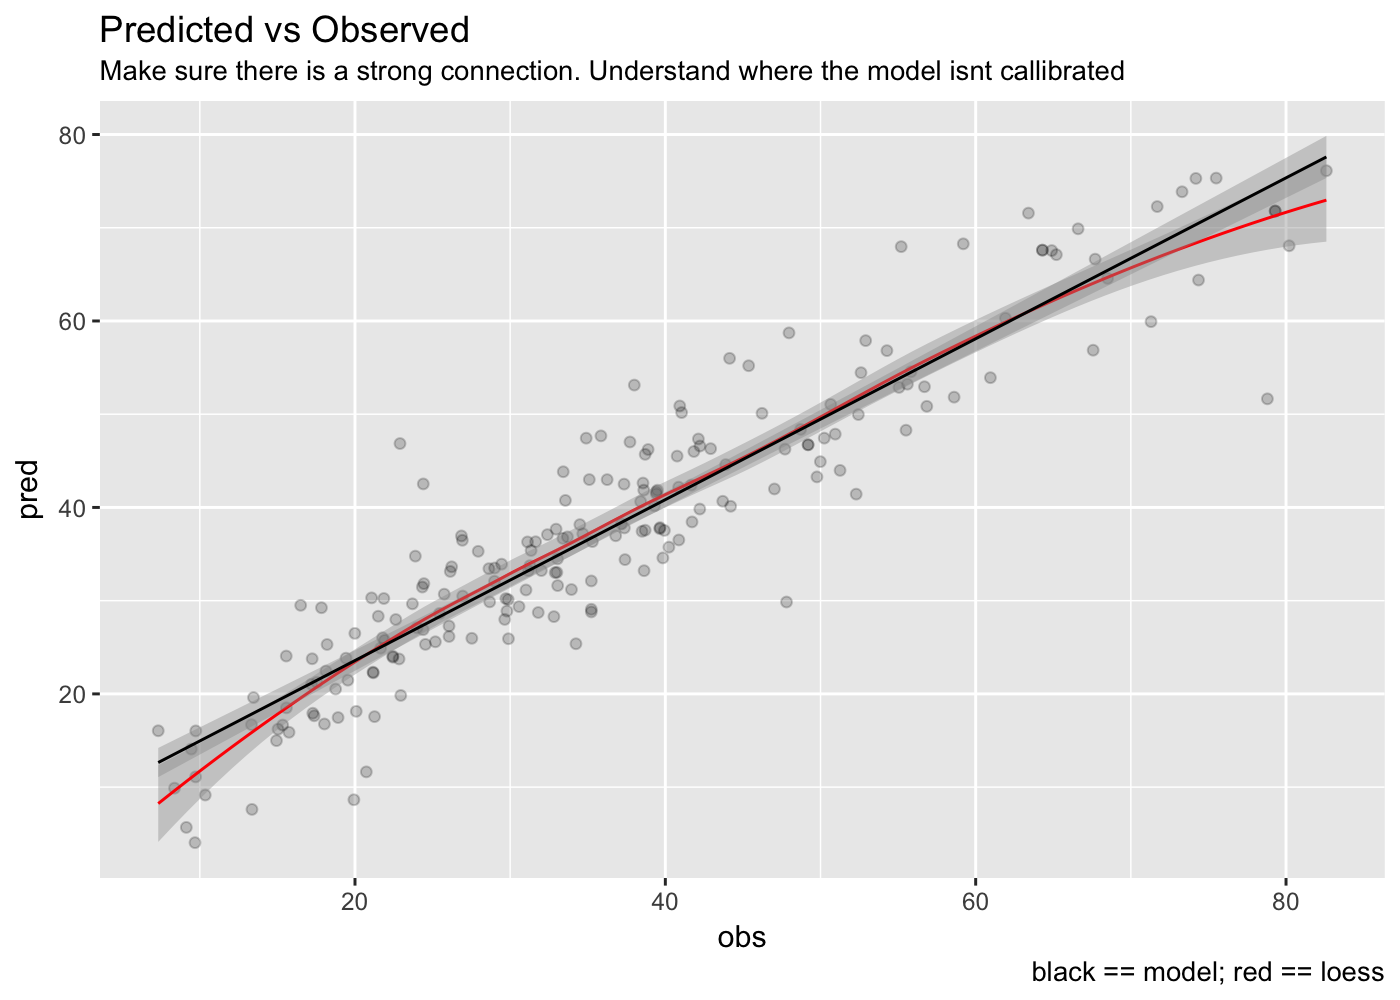 Predicted vs Observed
Make sure there is a strong connection. Understand where the model isnt callibrated
80
60
40
20
pred
20 40 60 80
obs
black == model; red == loess